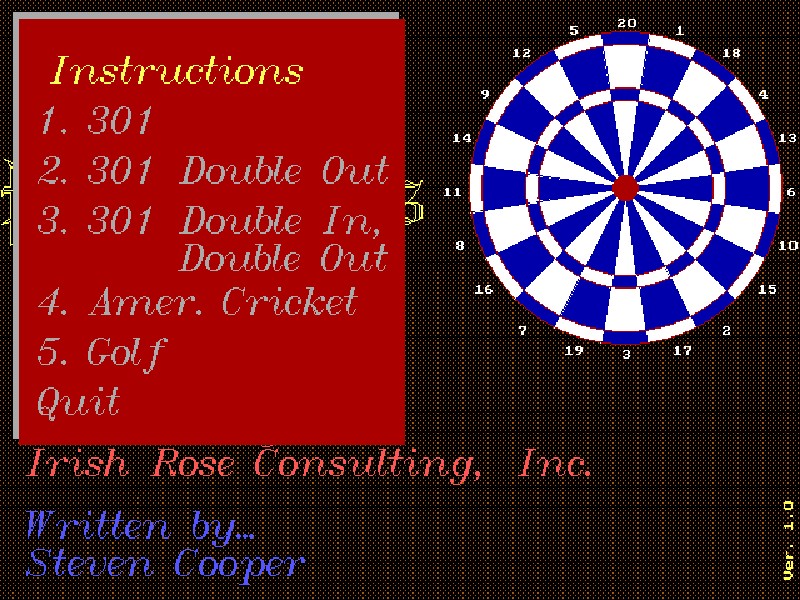 Instructions
1. 301
2. 301 Double Out
3. 301 Double In,
Double Out
4. Amer. Cricket
5. Golf
Quit
Irish Rose Consulting, Inc.
Written by...
Steven Cooper
20
1
18
4
13
6
10
15
2
17
3
19
7
16
8
11
14
9
12
5
Ver. 1.0